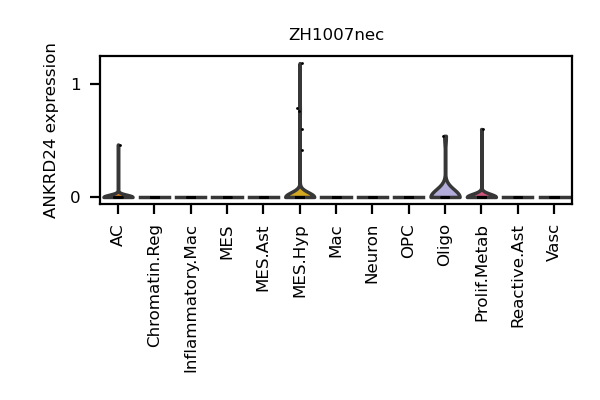 ZH1007nec
ANKRD24 expression
1
0
AC
Chromatin.Reg
Inflammatory.Mac
MES
MES.Ast
MES.Hyp
Mac
Neuron
OPC
Oligo
Prolif.Metab
Reactive.Ast
Vasc